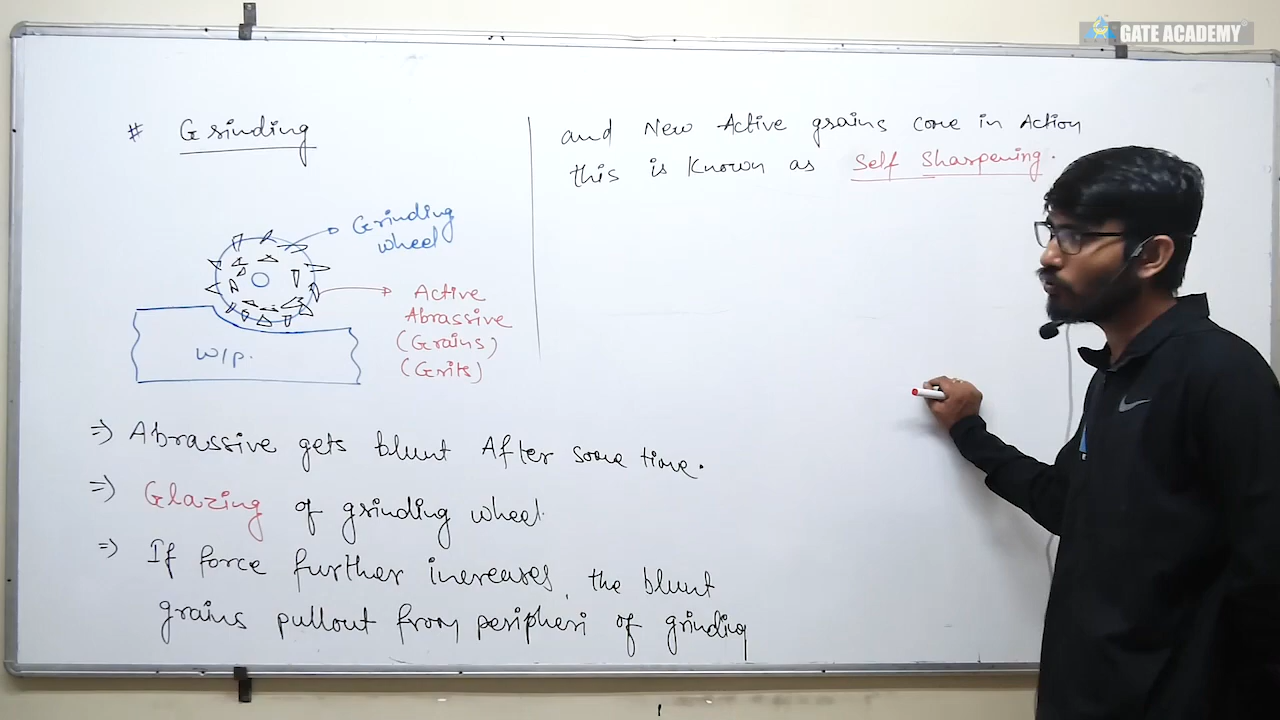 GATE ACADEMY
# Grinding
Grinding
wheel
Active
Abrassive
(Grains)
(Grits)
W/p.
⇒ Abrassive gets blunt After some time.
⇒ Glazing of grinding wheel.
⇒ If force further increases, the blunt
grains pullout from peripheri of grinding
and New Active grains come in Action
this is Known as Self Sharpening.